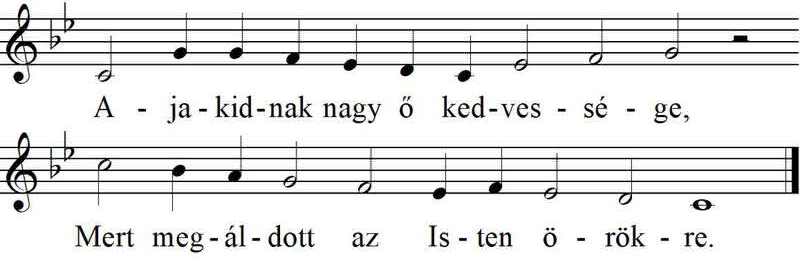 A - ja - kid-nak nagy ő ked-ves - sé - ge,
Mert meg-ál-dott az Is - ten ö - rök - re.